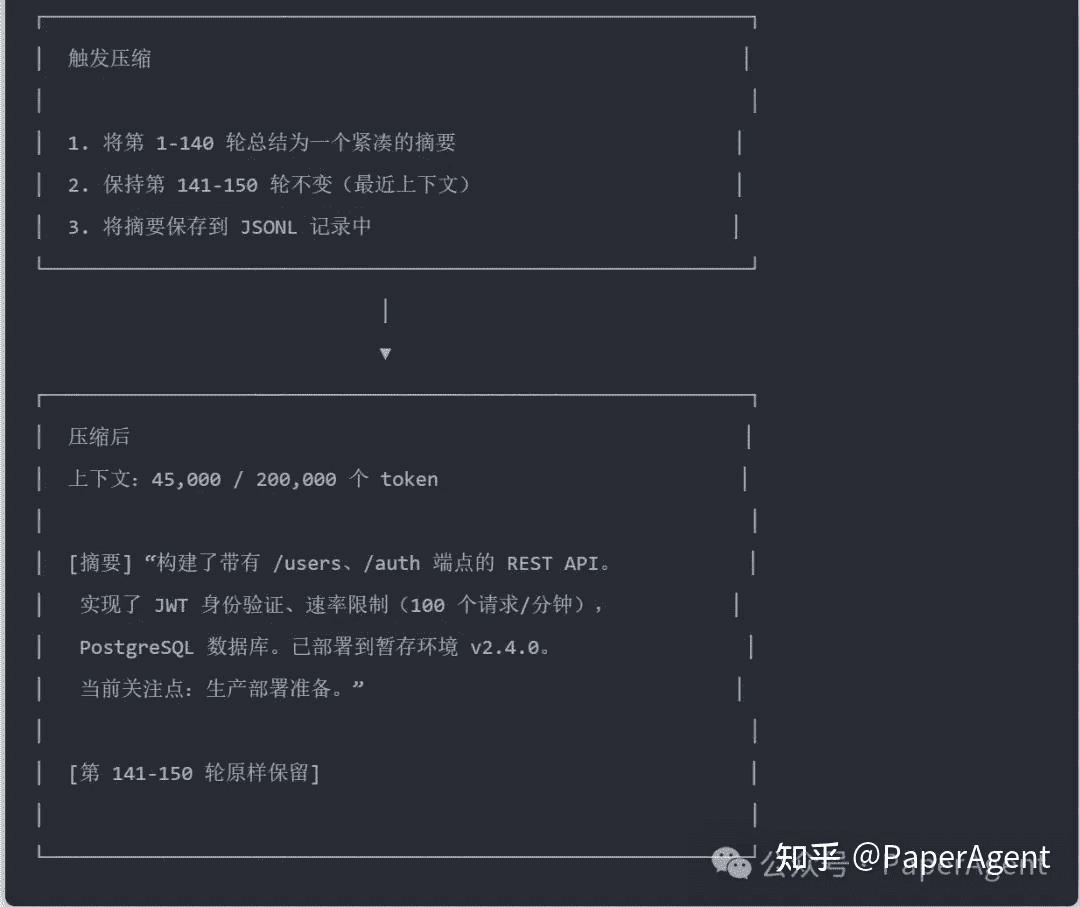 触发压缩
1. 将第 1-140 轮总结为一个紧凑的摘要
2. 保持第 141-150 轮不变（最近上下文）
3. 将摘要保存到 JSONL 记录中
压缩后
上下文：45,000 / 200,000 个 token
[摘要] “构建了带有 /users、/auth 端点的 REST API。
实现了 JWT 身份验证、速率限制（100 个请求/分钟），
PostgreSQL 数据库。已部署到暂存环境 v2.4.0。
当前关注点：生产部署准备。”
[第 141-150 轮原样保留]
公众号 · PaperAgent
知乎 @PaperAgent